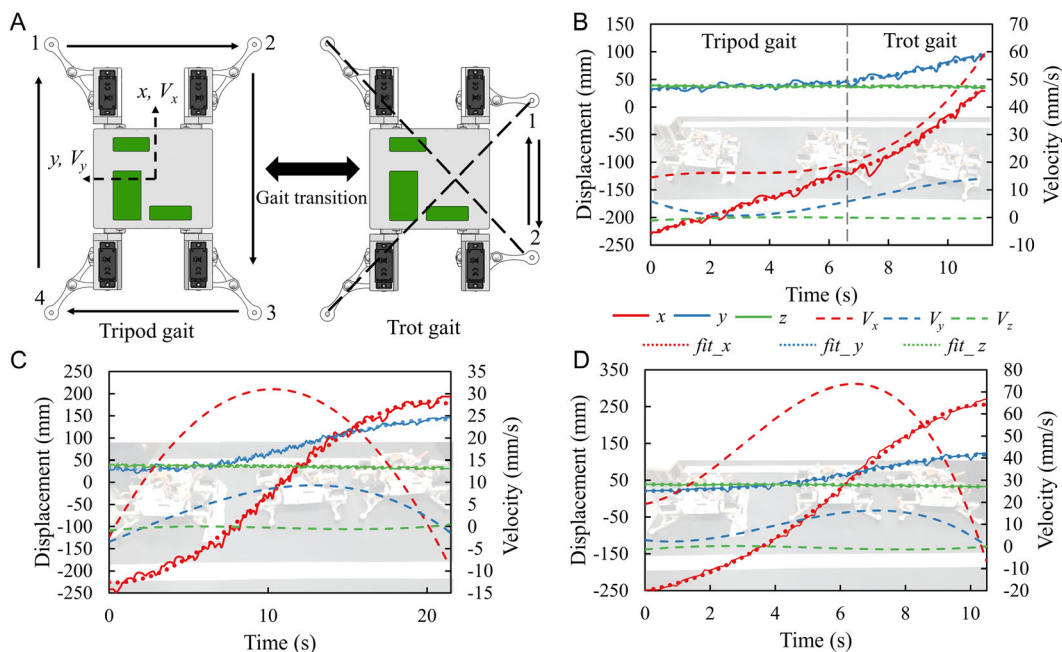 A
1
2
x, Vx
y, Vy
4
3
Tripod gait
Gait transition
1
2
Trot gait
B
Tripod gait
Trot gait
Displacement (mm)
150
100
50
0
-50
-100
-150
-200
-250
Velocity (mm/s)
70
60
50
40
30
20
10
0
-10
0 2 4 6 8 10
Time (s)
x y z Vx Vy Vz
fit_x fit_y fit_z
C
Displacement (mm)
250
200
150
100
50
0
-50
-100
-150
-200
-250
Velocity (mm/s)
35
30
25
20
15
10
5
0
-5
-10
-15
0 10 20
Time (s)
D
Displacement (mm)
350
250
150
50
-50
-150
-250
Velocity (mm/s)
80
70
60
50
40
30
20
10
0
-10
-20
0 2 4 6 8 10
Time (s)